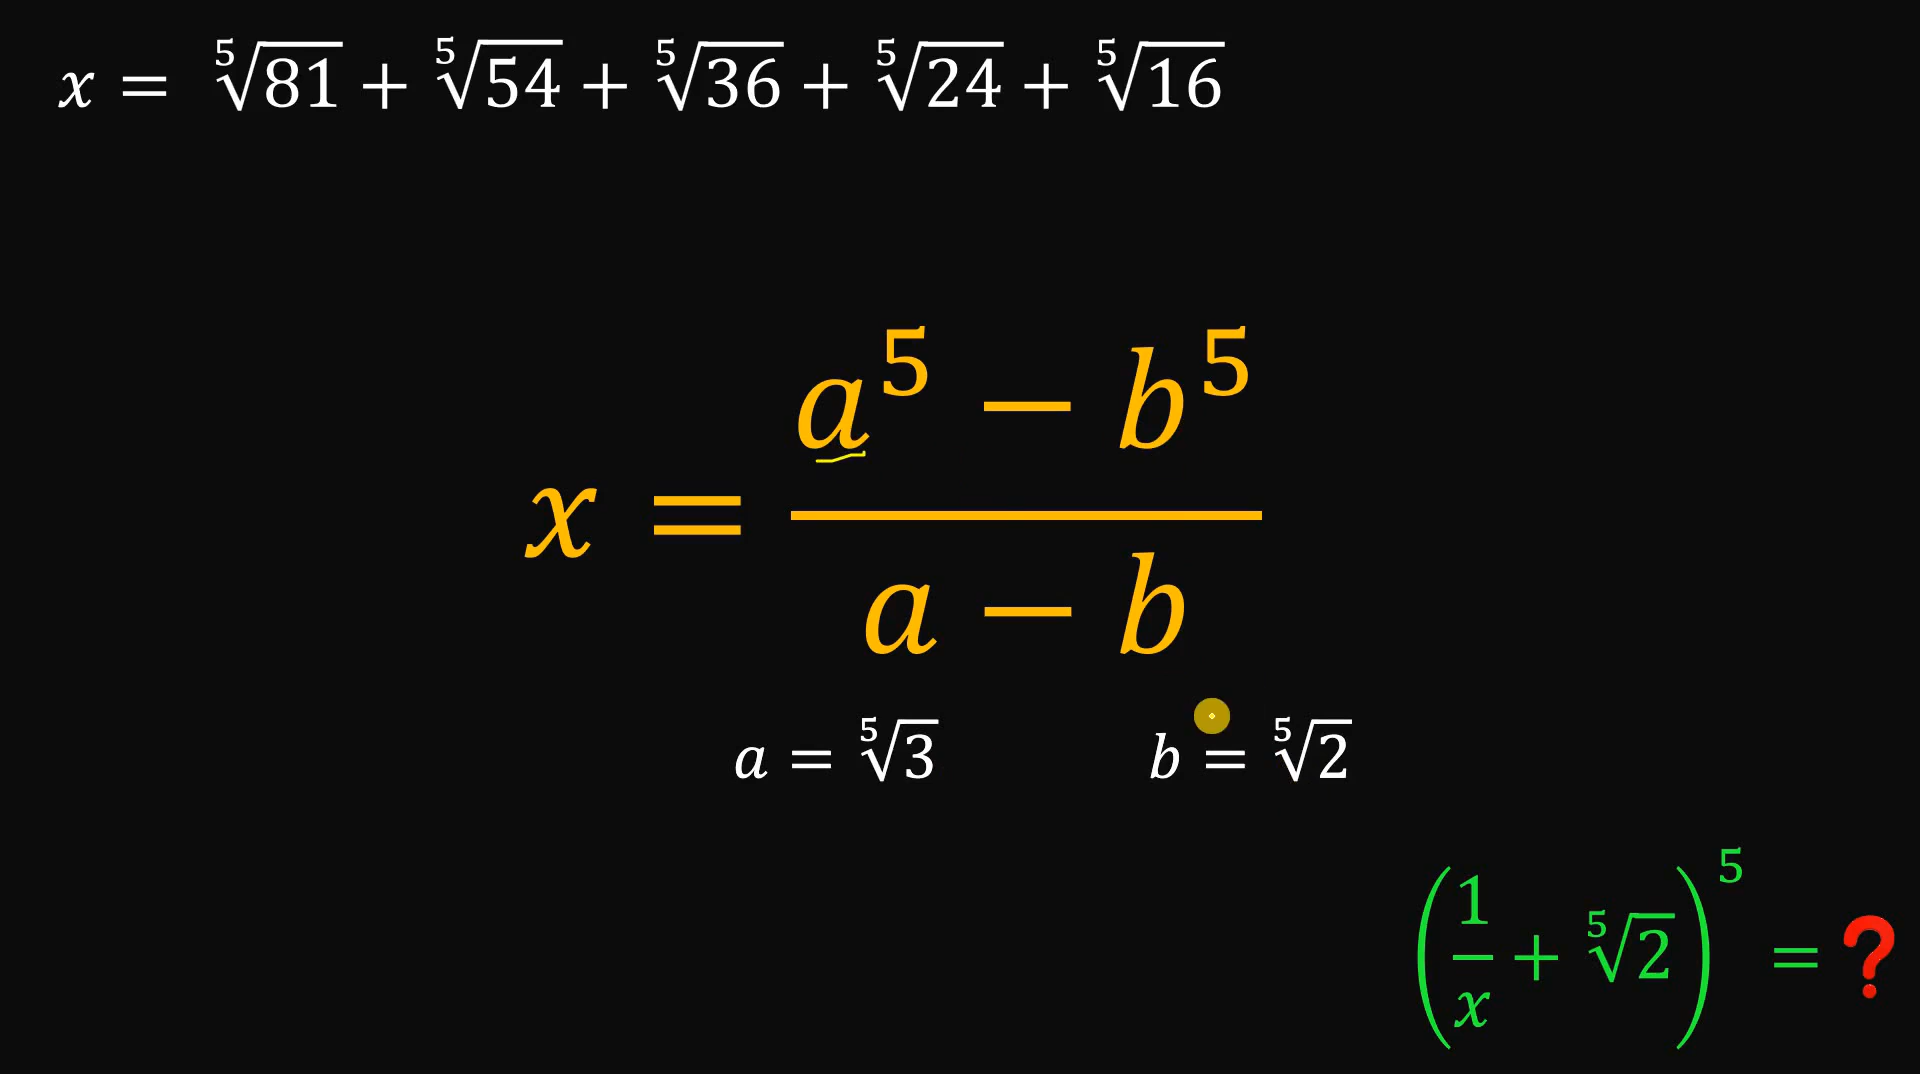 x = ⁵√81 + ⁵√54 + ⁵√36 + ⁵√24 + ⁵√16
x = (a⁵ − b⁵) / (a − b)
a = ⁵√3 b = ⁵√2
(1/x + ⁵√2)⁵ = ❓